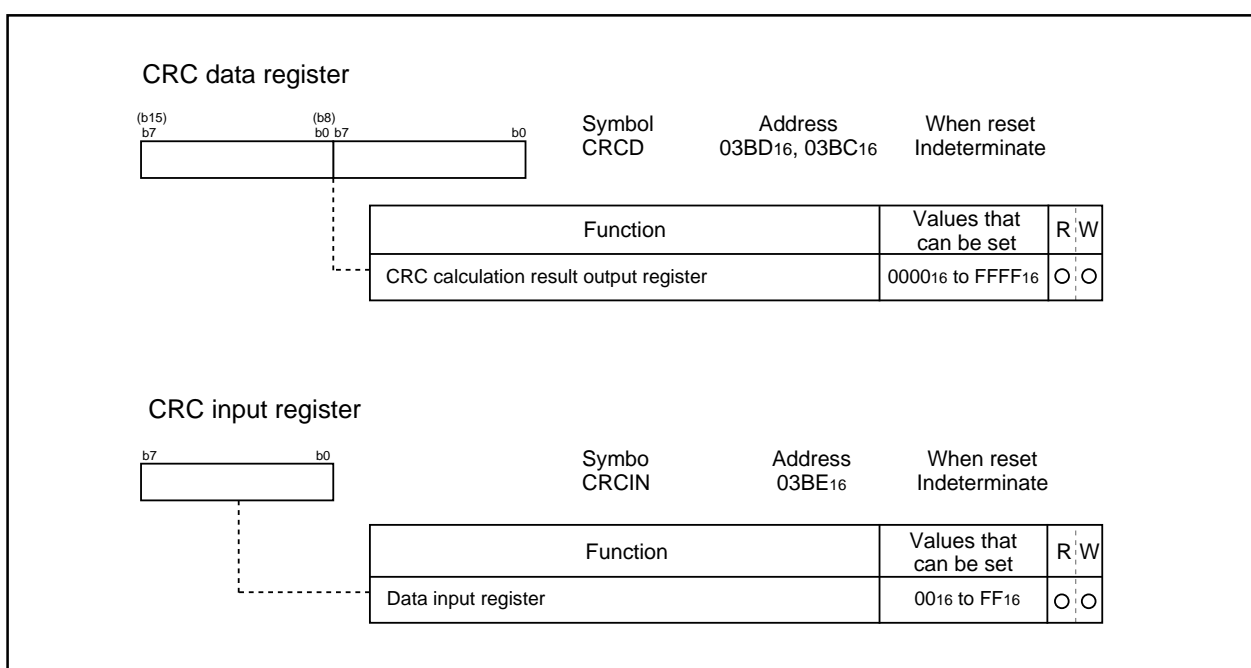 CRC data register
(b15) (b8)
b7 b0 b7 b0
Symbol Address When reset
CRCD 03BD16, 03BC16 Indeterminate
Function Values that can be set R W
CRC calculation result output register 000016 to FFFF16 O O
CRC input register
b7 b0
Symbo Address When reset
CRCIN 03BE16 Indeterminate
Function Values that can be set R W
Data input register 0016 to FF16 O O